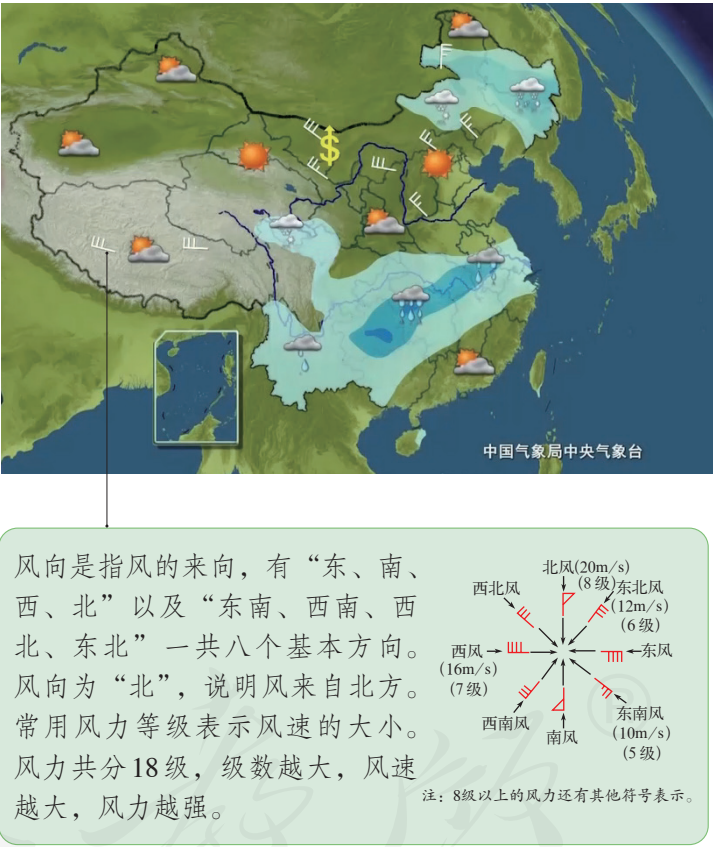 中国气象局中央气象台
风向是指风的来向，有“东、南、
西、北”以及“东南、西南、西
北、东北”一共八个基本方向。
风向为“北”，说明风来自北方。
常用风力等级表示风速的大小。
风力共分18级，级数越大，风速
越大，风力越强。
北风(20m/s)
(8级)
西北风
东北风
(12m/s)
(6级)
西风
(16m/s)
(7级)
东风
西南风
南风
东南风
(10m/s)
(5级)
注：8级以上的风力还有其他符号表示。